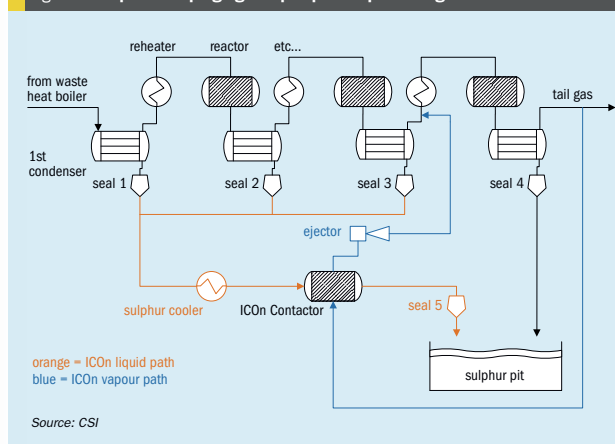 reheater
reactor
etc...
from waste
heat boiler
tail gas
1st
condenser
seal 1
seal 2
seal 3
seal 4
ejector
sulphur cooler
ICOn Contactor
seal 5
orange = ICOn liquid path
blue = ICOn vapour path
sulphur pit
Source: CSI